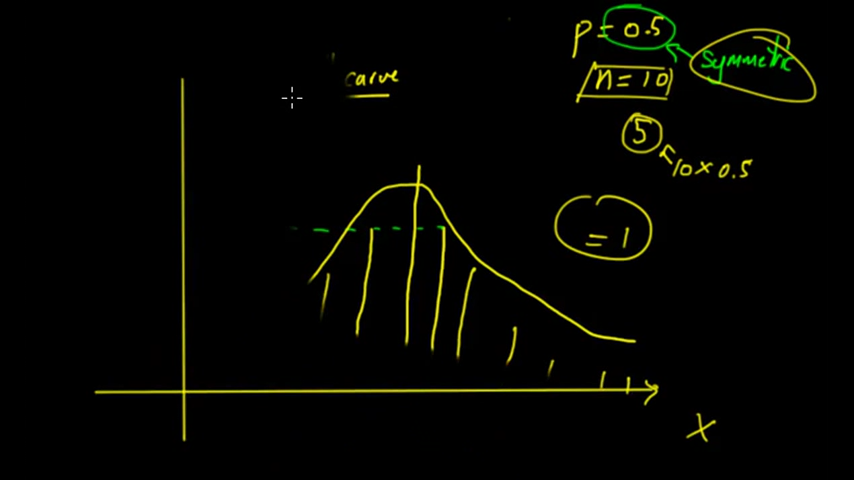 P = 0.5
symmetric
curve
n = 10
5
10 x 0.5
= 1
X